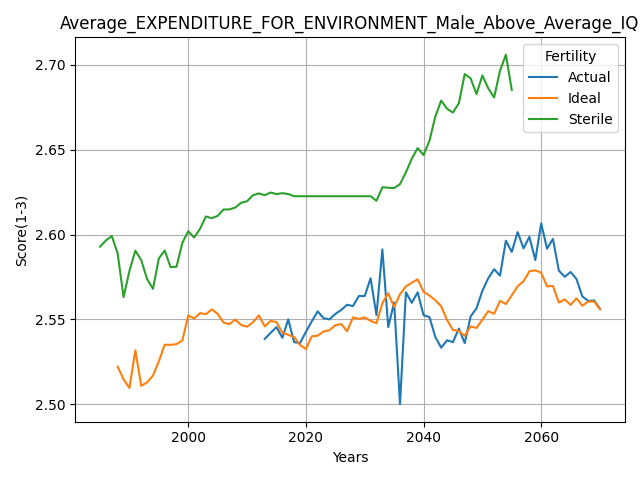 Average_EXPENDITURE_FOR_ENVIRONMENT_Male_Above_Average_IQ
Fertility
Actual
Ideal
Sterile
Score(1-3)
2.70
2.65
2.60
2.55
2.50
2000
2020
2040
2060
Years